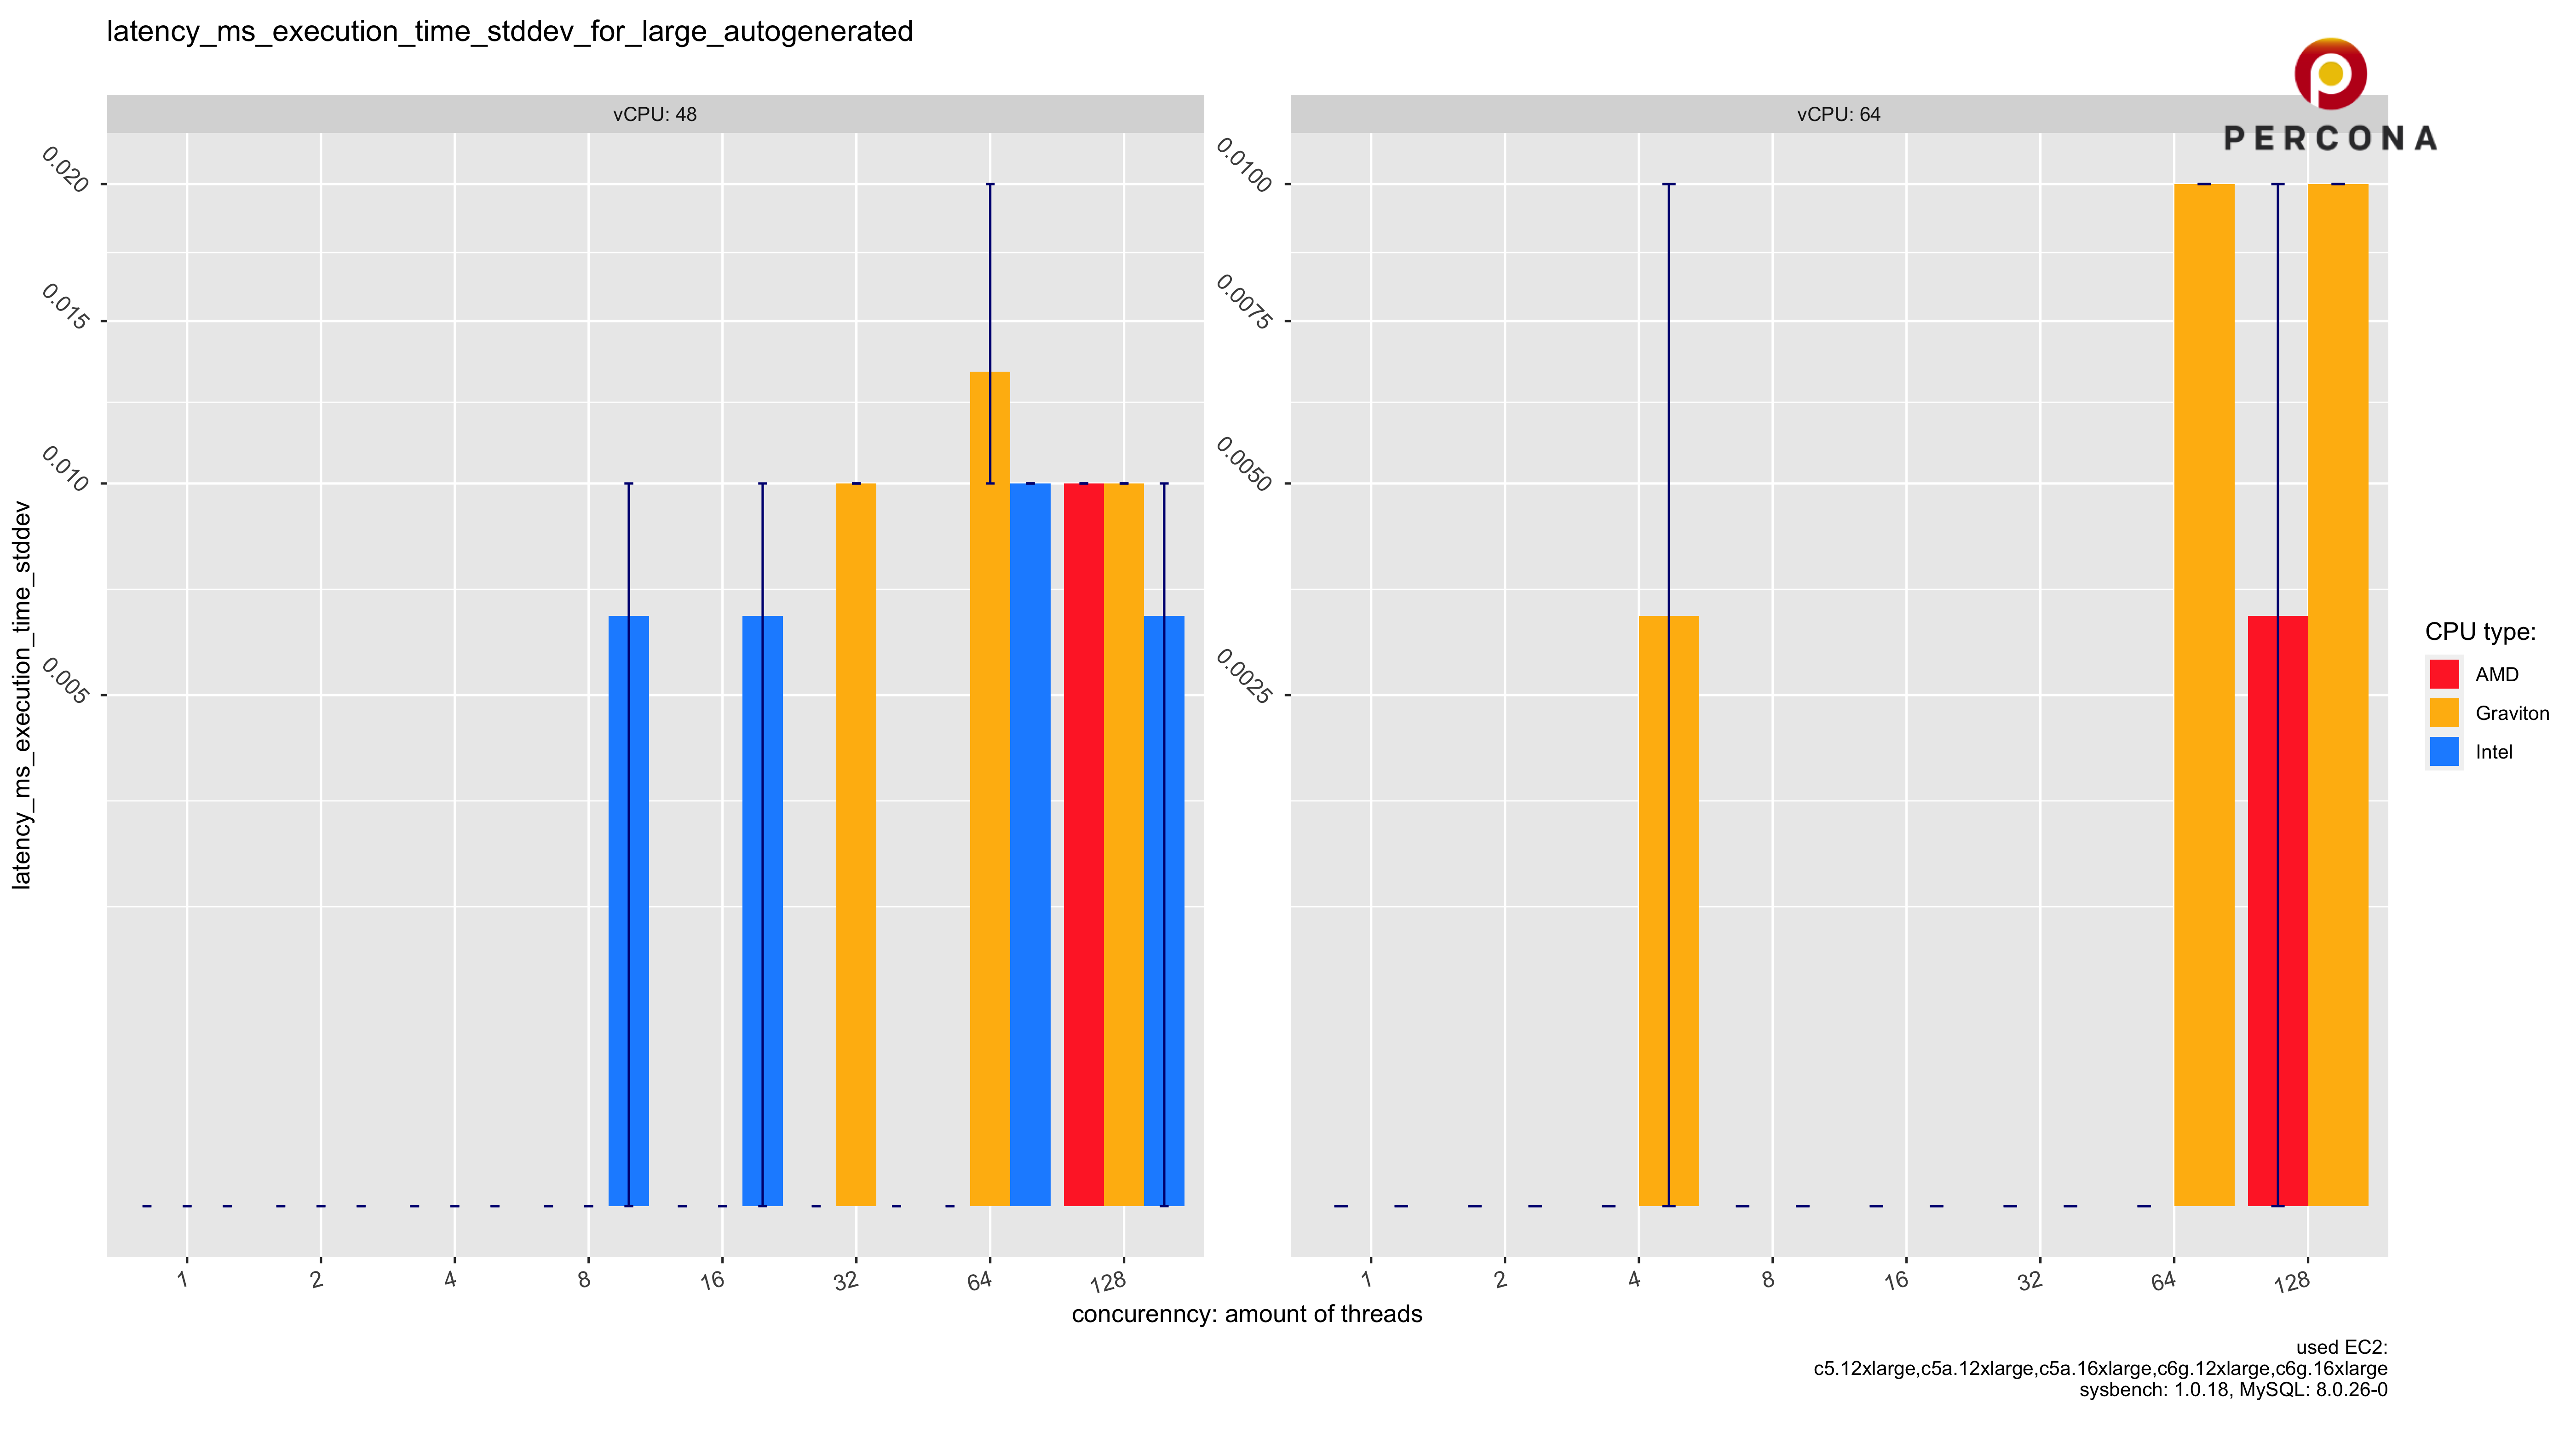 latency_ms_execution_time_stddev_for_large_autogenerated
PERCONA
vCPU: 48
vCPU: 64
latency_ms_execution_time_stddev
0.020
0.015
0.010
0.005
0.0100
0.0075
0.0050
0.0025
1 2 4 8 16 32 64 128
1 2 4 8 16 32 64 128
concurenncy: amount of threads
CPU type:
AMD
Graviton
Intel
used EC2:
c5.12xlarge,c5a.12xlarge,c5a.16xlarge,c6g.12xlarge,c6g.16xlarge
sysbench: 1.0.18, MySQL: 8.0.26-0